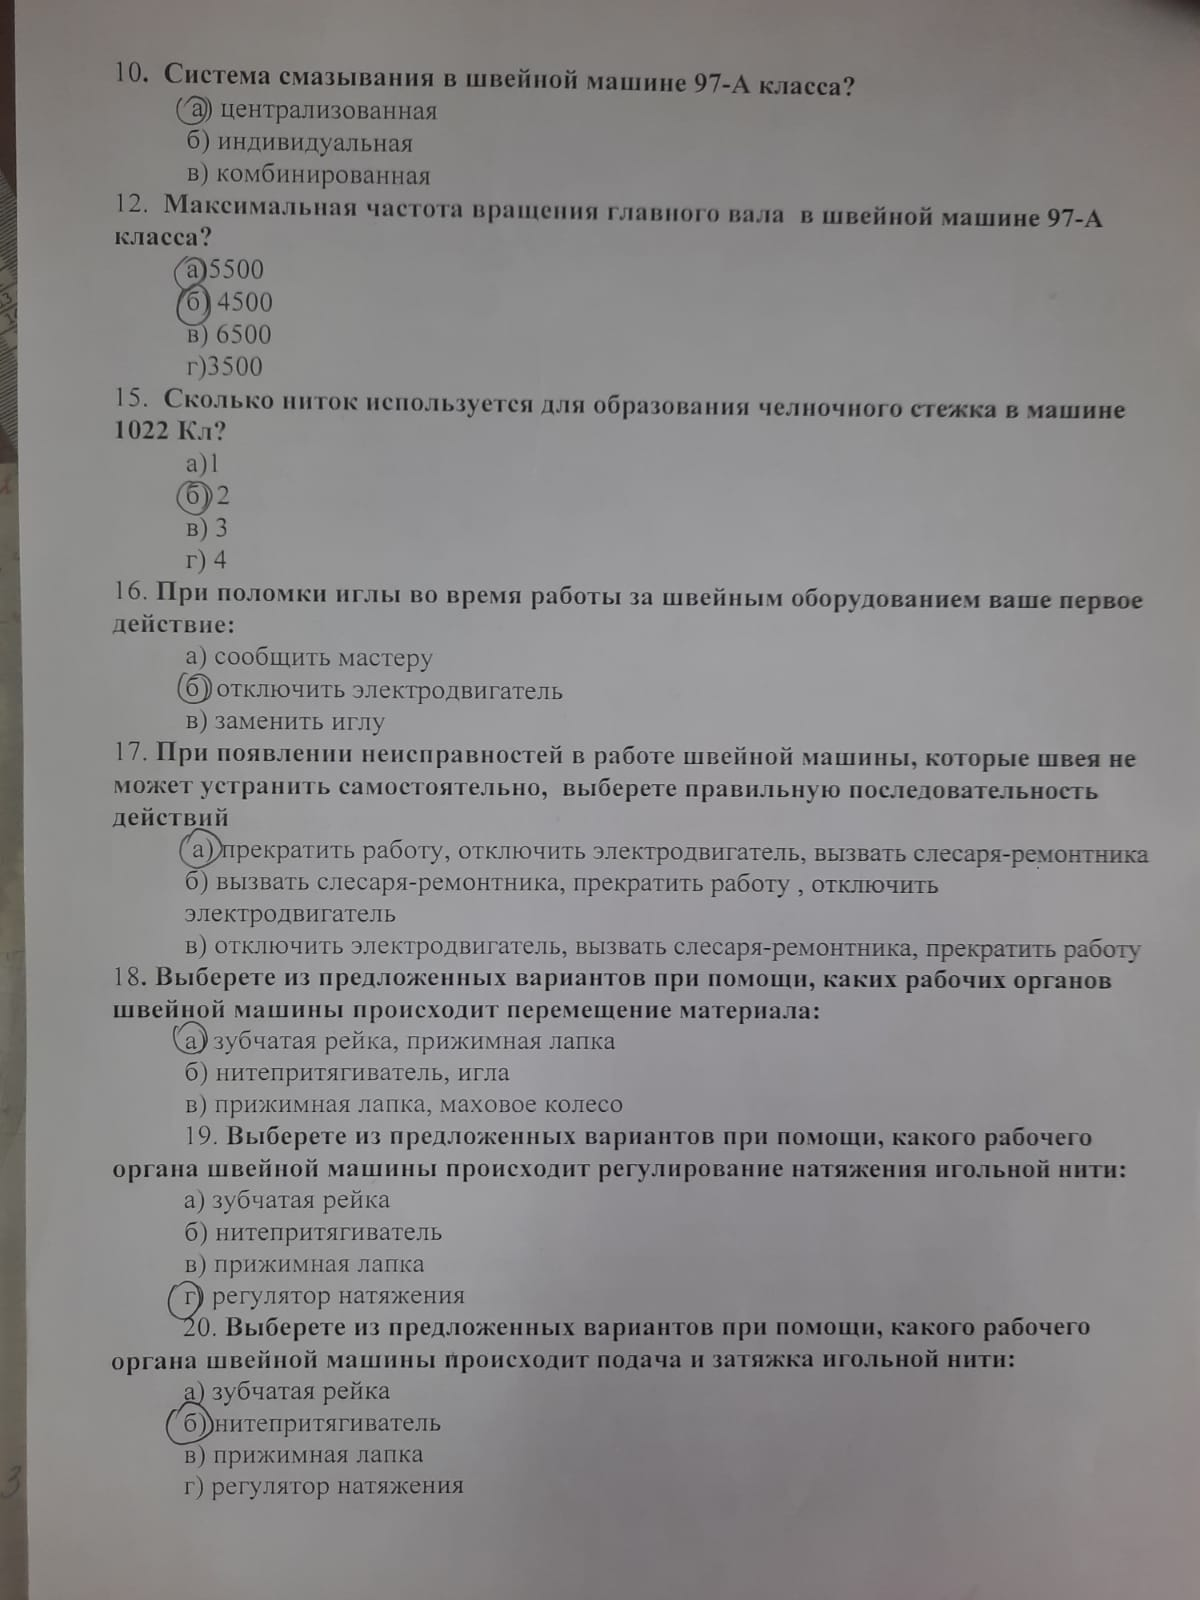 10. Система смазывания в швейной машине 97-А класса?
а) централизованная
б) индивидуальная
в) комбинированная
12. Максимальная частота вращения главного вала в швейной машине 97-А
класса?
а)5500
б) 4500
в) 6500
г)3500
15. Сколько ниток используется для образования челночного стежка в машине
1022 Кл?
а)1
б) 2
в) 3
г) 4
16. При поломки иглы во время работы за швейным оборудованием ваше первое
действие:
а) сообщить мастеру
б) отключить электродвигатель
в) заменить иглу
17. При появлении неисправностей в работе швейной машины, которые швея не
может устранить самостоятельно, выберете правильную последовательность
действий
а) прекратить работу, отключить электродвигатель, вызвать слесаря-ремонтника
б) вызвать слесаря-ремонтника, прекратить работу , отключить
электродвигатель
в) отключить электродвигатель, вызвать слесаря-ремонтника, прекратить работу
18. Выберете из предложенных вариантов при помощи, каких рабочих органов
швейной машины происходит перемещение материала:
а) зубчатая рейка, прижимная лапка
б) нитепритягиватель, игла
в) прижимная лапка, маховое колесо
19. Выберете из предложенных вариантов при помощи, какого рабочего
органа швейной машины происходит регулирование натяжения игольной нити:
а) зубчатая рейка
б) нитепритягиватель
в) прижимная лапка
г) регулятор натяжения
20. Выберете из предложенных вариантов при помощи, какого рабочего
органа швейной машины происходит подача и затяжка игольной нити:
а) зубчатая рейка
б) нитепритягиватель
в) прижимная лапка
г) регулятор натяжения